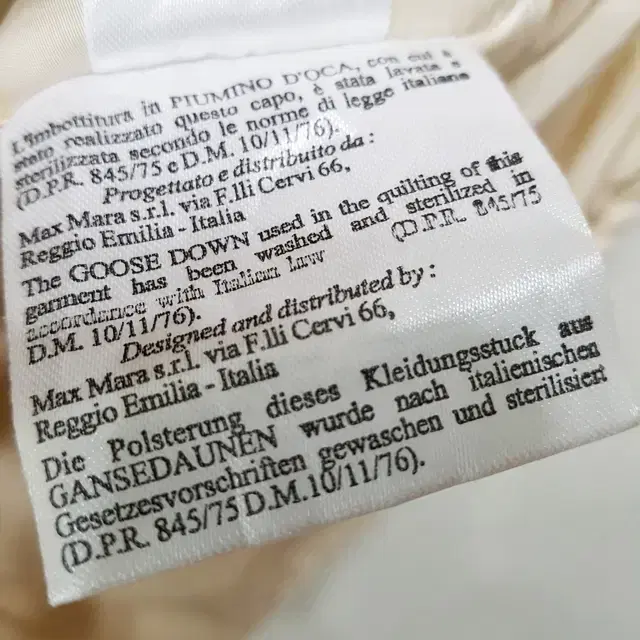 L'imbottitura in PIUMINO D'OCA, con cui è
stato realizzato questo capo, è stata lavata e
sterilizzata secondo le norme di legge italiane
(D.P.R. 845/75 e D.M. 10/11/76).
Progettato e distribuito da :
Max Mara s.r.l. via F.lli Cervi 66,
Reggio Emilia - Italia
The GOOSE DOWN used in the quilting of this
garment has been washed and sterilized in
accordance with Italian law (D.P.R. 845/75
D.M. 10/11/76).
Designed and distributed by :
Max Mara s.r.l. via F.lli Cervi 66,
Reggio Emilia - Italia
Die Polsterung dieses Kleidungsstuck aus
GANSEDAUNEN wurde nach italienischen
Gesetzesvorschriften gewaschen und sterilisiert
(D.P.R. 845/75 D.M.10/11/76).